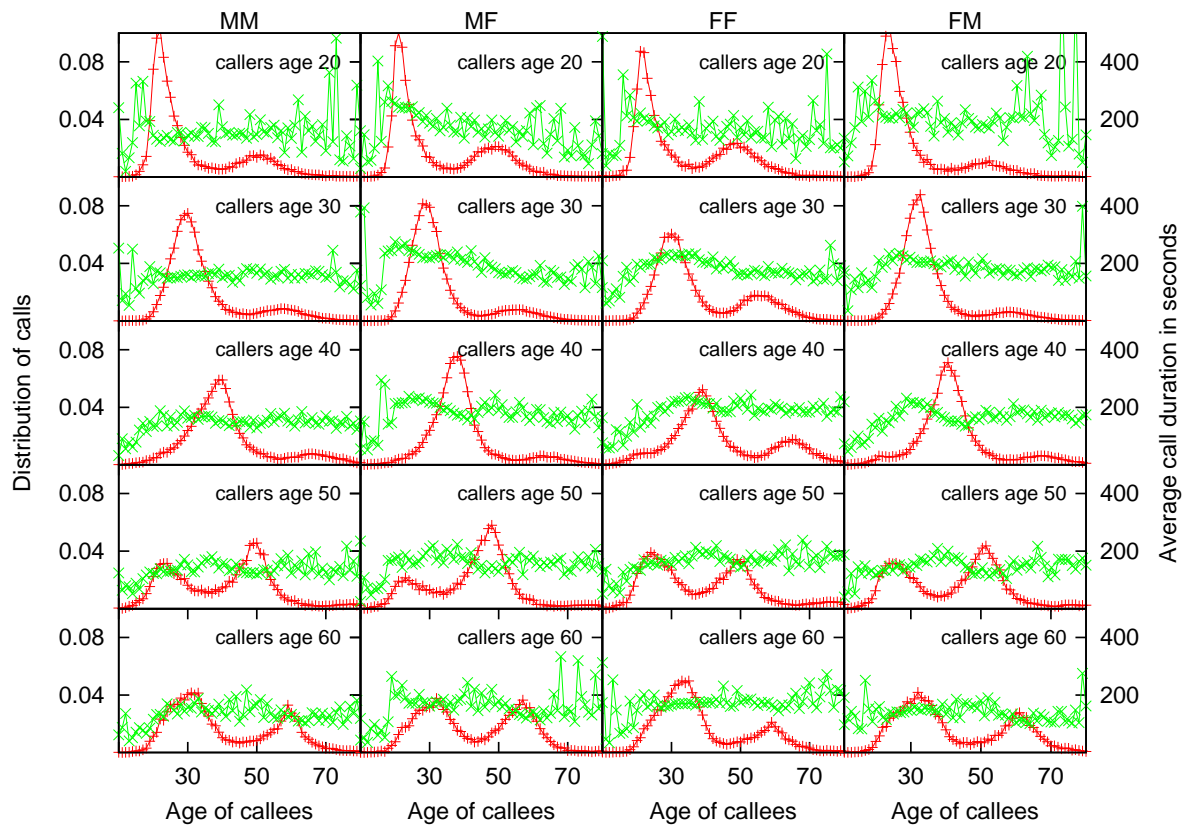 MM MF FF FM
0.08 callers age 20 callers age 20 callers age 20 callers age 20 400
0.04 200
0.08 callers age 30 callers age 30 callers age 30 callers age 30 400
0.04 200
0.08 callers age 40 callers age 40 callers age 40 callers age 40 400
0.04 200
0.08 callers age 50 callers age 50 callers age 50 callers age 50 400
0.04 200
0.08 callers age 60 callers age 60 callers age 60 callers age 60 400
0.04 200
30 50 70 30 50 70 30 50 70 30 50 70
Age of callees Age of callees Age of callees Age of callees
Distribution of calls
Average call duration in seconds